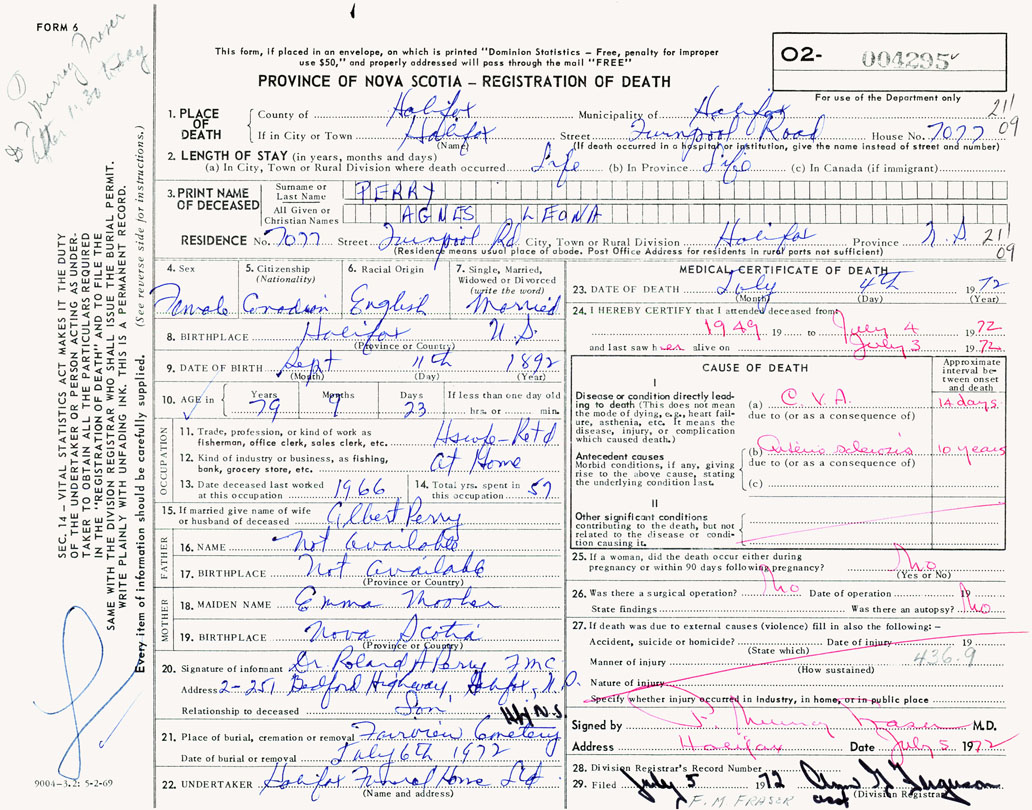 FORM 6
Dr Murray Fraser
after 11.30
This form, if placed in an envelope, on which is printed "Dominion Statistics – Free, penalty for improper
use $50," and properly addressed will pass through the mail "FREE"
PROVINCE OF NOVA SCOTIA – REGISTRATION OF DEATH
O2- 004295
For use of the Department only
211
09
1. PLACE OF DEATH
County of Halifax Municipality of Halifax
If in City or Town Halifax Street Turnpool Road House No. 7077
(Name) (If death occurred in a hospital or institution, give the name instead of street and number)
2. LENGTH OF STAY (in years, months and days)
(a) In City, Town or Rural Division where death occurred Life (b) In Province Life (c) In Canada (if immigrant)
3. PRINT NAME OF DECEASED
Surname or Last Name PERRY
All Given or Christian Names AGNES LEONA
RESIDENCE No. 7077 Street Turnpool Rd. City, Town or Rural Division Halifax Province N.S
211
09
(Residence means usual place of abode. Post Office Address for residents in rural parts not sufficient)
4. Sex Female
5. Citizenship (Nationality) Canadian
6. Racial Origin English
7. Single, Married, Widowed or Divorced (write the word) Married
8. BIRTHPLACE Halifax N.S.
(Province or Country)
9. DATE OF BIRTH Sept 11th 1892
(Month) (Day) (Year)
10. AGE in Years 79 Months 9 Days 23 If less than one day old hrs. or min.
OCCUPATION
11. Trade, profession, or kind of work as fisherman, office clerk, sales clerk, etc. Hswfe-Retd
12. Kind of industry or business, as fishing, bank, grocery store, etc. at Home
13. Date deceased last worked at this occupation 1966
14. Total yrs. spent in this occupation 57
15. If married give name of wife or husband of deceased Albert Perry
FATHER
16. NAME Not available
17. BIRTHPLACE Not available
(Province or Country)
MOTHER
18. MAIDEN NAME Emma
19. BIRTHPLACE Nova Scotia
(Province or Country)
20. Signature of informant Dr. Roland A Perry
Address 2-251 Bedford Highway, Halifax, N.S.
Relationship to deceased Son
21. Place of burial, cremation or removal Fairview Cemetery
Date of burial or removal July 6th 1972
22. UNDERTAKER Halifax Funeral Home Ltd
(Name and address)
MEDICAL CERTIFICATE OF DEATH
23. DATE OF DEATH July 4th 1972
(Month) (Day) (Year)
24. I HEREBY CERTIFY that I attended deceased from:
1949 19 to July 4 1972
and last saw her alive on July 3 1972
CAUSE OF DEATH
Approximate interval between onset and death
I
Disease or condition directly leading to death (This does not mean the mode of dying, e.g., heart failure, asthenia, etc. It means the disease, injury, or complication which caused death.)
(a) C.V.A. 14 days
due to (or as a consequence of)
Antecedent causes
Morbid conditions, if any, giving rise to the above cause, stating the underlying condition last.
(b) Arteriosclerosis 10 years
due to (or as a consequence of)
(c)
II
Other significant conditions contributing to the death, but not related to the disease or condition causing it.
25. If a woman, did the death occur either during
pregnancy or within 90 days following pregnancy? No
(Yes or No)
26. Was there a surgical operation? No Date of operation 19
State findings Was there an autopsy? No
27. If death was due to external causes (violence) fill in also the following: –
Accident, suicide or homicide? Date of injury 19
(State which)
436.9
Manner of injury
(How sustained)
Nature of injury
Specify whether injury occurred in industry, in home, or in public place
Signed by F. Murray Fraser M.D.
Address Halifax Date July 5 1972
28. Division Registrar's Record Number
29. Filed July 5 1972 Ferguson
(Division Registrar)
F.M FRASER
SEC. 14 – VITAL STATISTICS ACT MAKES IT THE DUTY
OF THE UNDERTAKER OR PERSON ACTING AS UNDER-
TAKER TO OBTAIN ALL THE PARTICULARS REQUIRED
IN THE "REGISTRATION OF DEATH" AND TO FILE THE
SAME WITH THE DIVISION REGISTRAR WHO SHALL ISSUE THE BURIAL PERMIT.
WRITE PLAINLY WITH UNFADING INK. THIS IS A PERMANENT RECORD.
Every item of information should be carefully supplied. (See reverse side for instructions.)
9004-3.2: 5-2-69